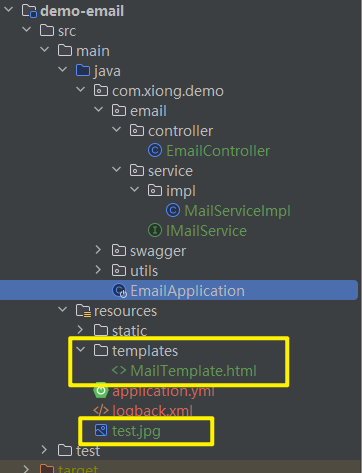 demo-email
src
main
java
com.xiong.demo
email
controller
EmailController
service
impl
MailServiceImpl
IMailService
swagger
utils
EmailApplication
resources
static
templates
MailTemplate.html
application.yml
logback.xml
test.jpg
test
target